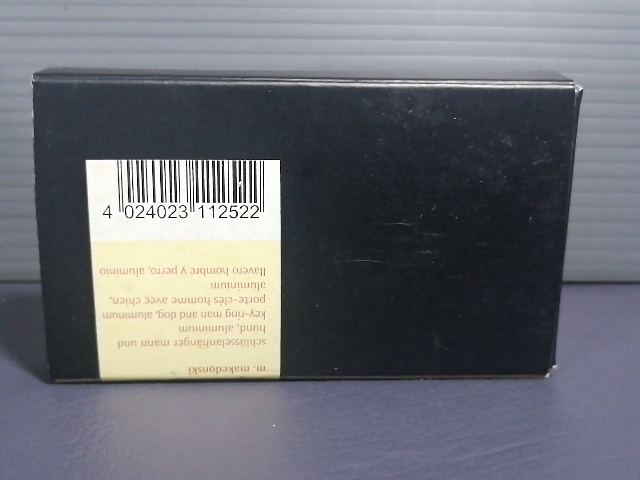 4 024023 112522
m. makedonski
schlüsselanhänger mann und
hund, aluminium
key-ring man and dog, aluminum
porte-clés homme avec chien,
aluminium
llavero hombre y perro, aluminio